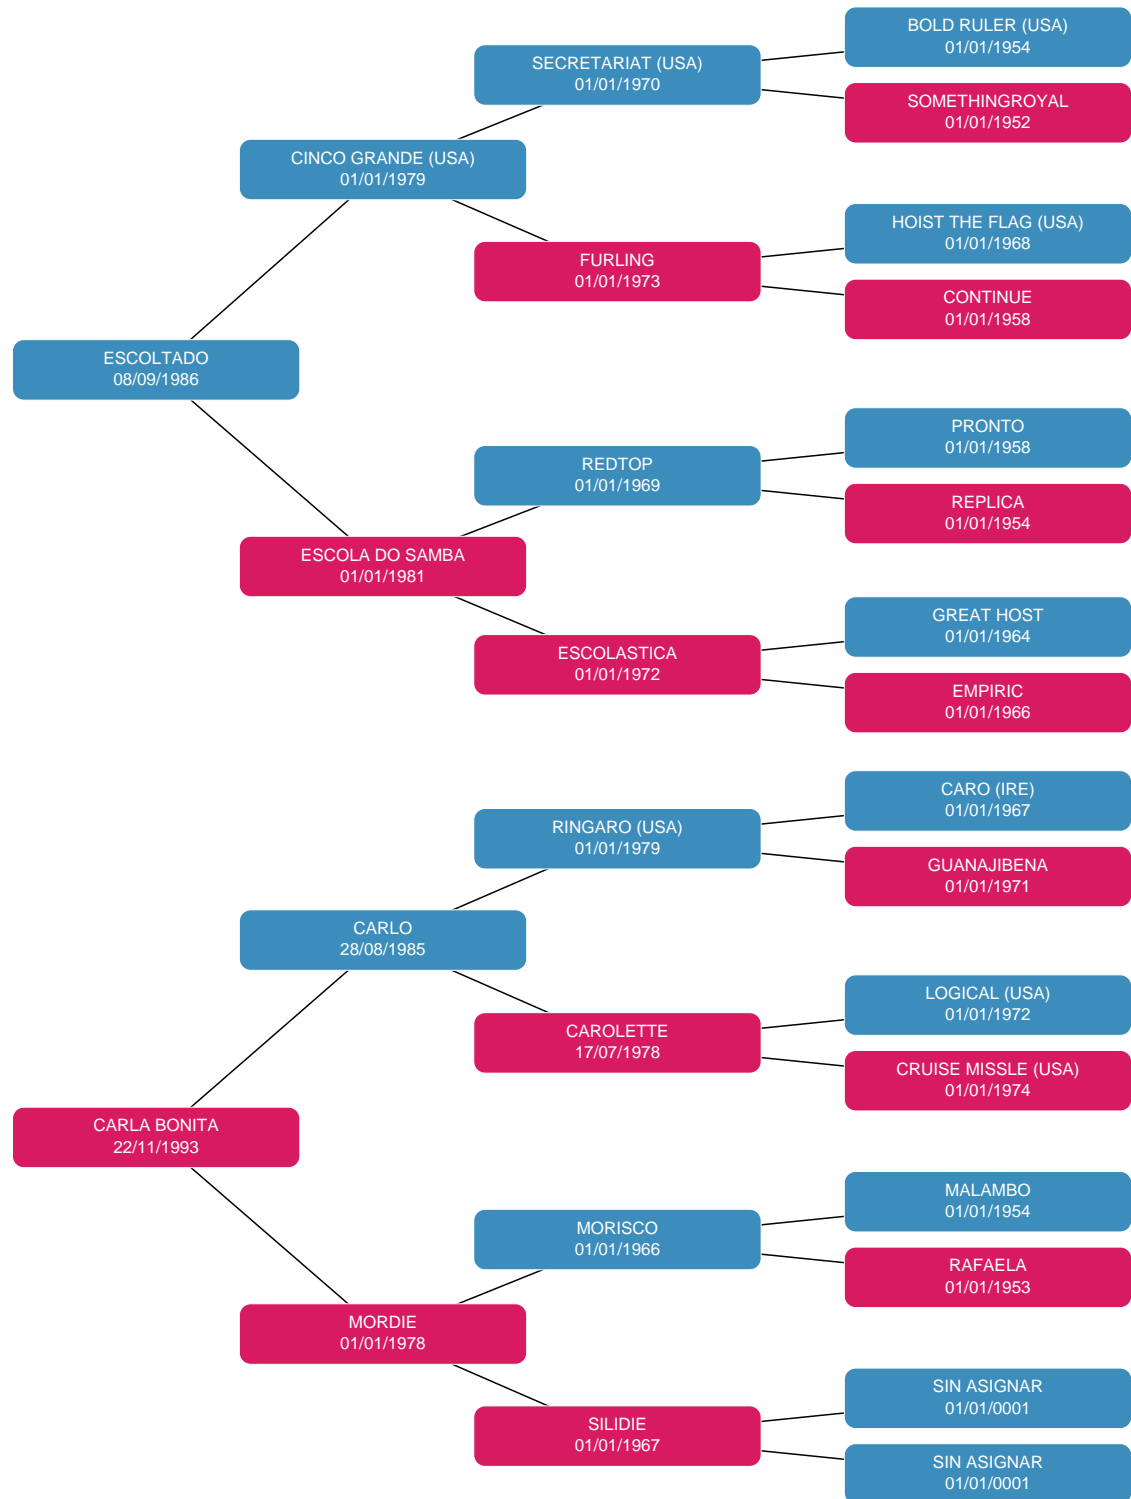 BOLD RULER (USA)
01/01/1954
SECRETARIAT (USA)
01/01/1970
SOMETHINGROYAL
01/01/1952
CINCO GRANDE (USA)
01/01/1979
HOIST THE FLAG (USA)
01/01/1968
FURLING
01/01/1973
CONTINUE
01/01/1958
ESCOLTADO
08/09/1986
PRONTO
01/01/1958
REDTOP
01/01/1969
REPLICA
01/01/1954
ESCOLA DO SAMBA
01/01/1981
GREAT HOST
01/01/1964
ESCOLASTICA
01/01/1972
EMPIRIC
01/01/1966
CARO (IRE)
01/01/1967
RINGARO (USA)
01/01/1979
GUANAJIBENA
01/01/1971
CARLO
28/08/1985
LOGICAL (USA)
01/01/1972
CAROLETTE
17/07/1978
CRUISE MISSLE (USA)
01/01/1974
CARLA BONITA
22/11/1993
MALAMBO
01/01/1954
MORISCO
01/01/1966
RAFAELA
01/01/1953
MORDIE
01/01/1978
SIN ASIGNAR
01/01/0001
SILIDIE
01/01/1967
SIN ASIGNAR
01/01/0001